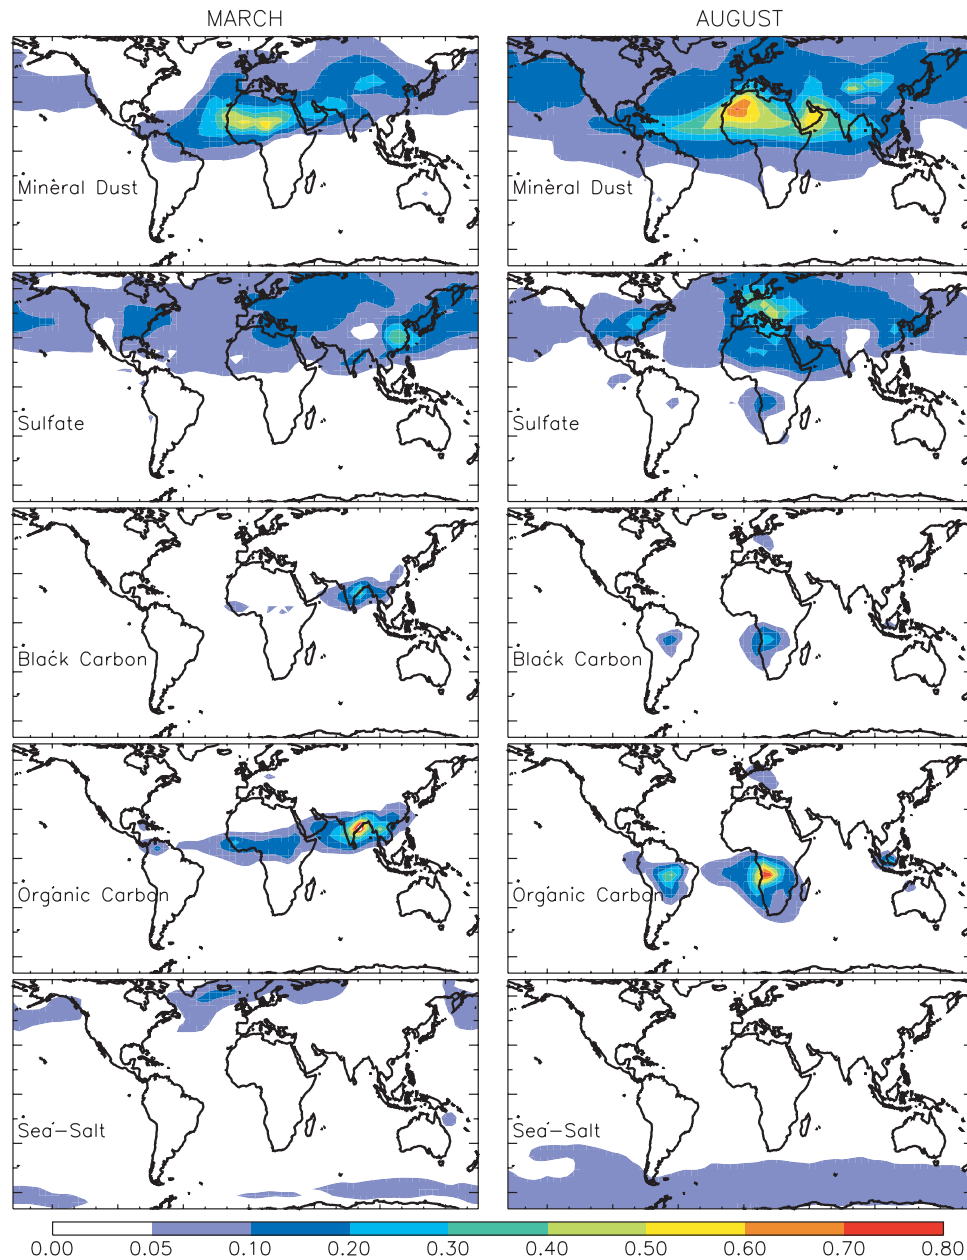 MARCH
AUGUST
Mineral Dust
Mineral Dust
Sulfate
Sulfate
Black Carbon
Black Carbon
Organic Carbon
Organic Carbon
Sea-Salt
Sea-Salt
0.00 0.05 0.10 0.20 0.30 0.40 0.50 0.60 0.70 0.80